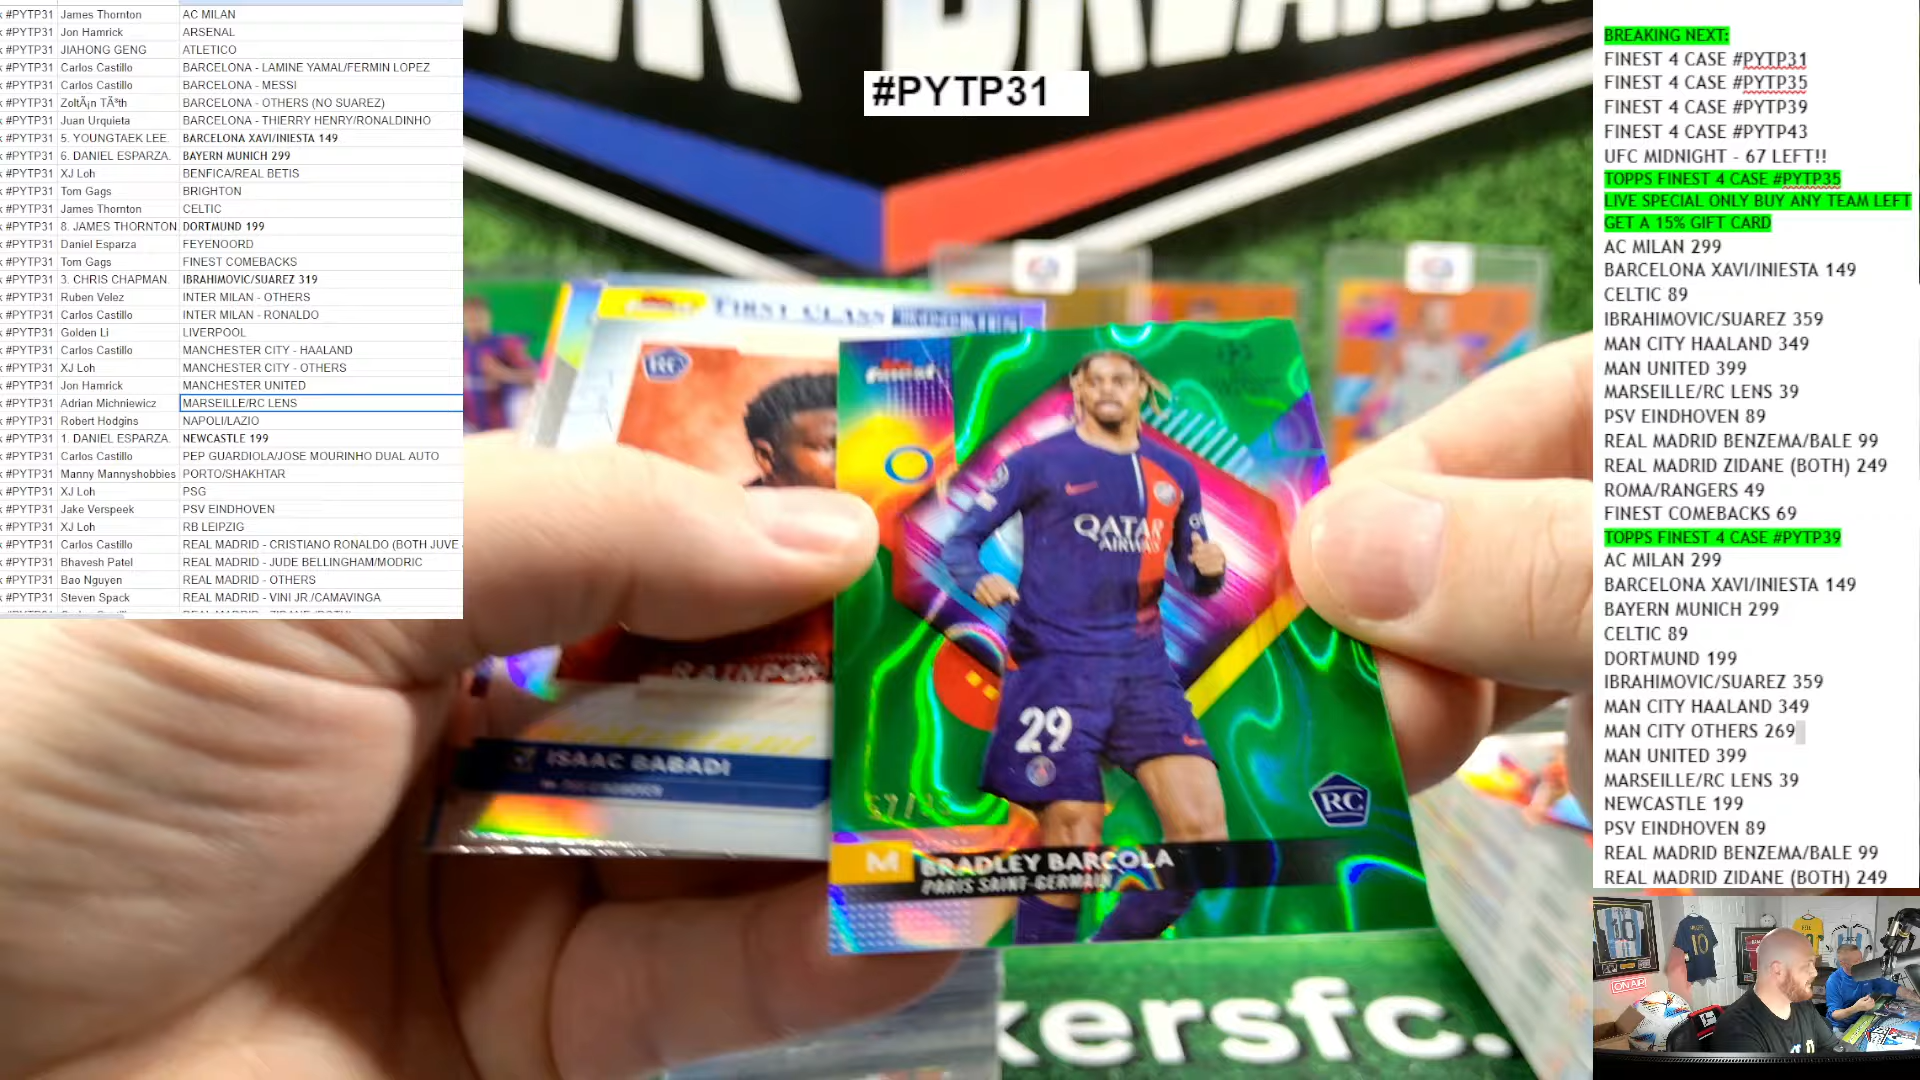 #PYTP31 James Thornton AC MILAN
#PYTP31 Jon Hamrick ARSENAL
#PYTP31 JIAHONG GENG ATLETICO
#PYTP31 Carlos Castillo BARCELONA - LAMINE YAMAL/FERMIN LOPEZ
#PYTP31 Carlos Castillo BARCELONA - MESSI
#PYTP31 ZoltÃ¡n TÃ³th BARCELONA - OTHERS (NO SUAREZ)
#PYTP31 Juan Urquieta BARCELONA - THIERRY HENRY/RONALDINHO
#PYTP31 5. YOUNGTAEK LEE. BARCELONA XAVI/INIESTA 149
#PYTP31 6. DANIEL ESPARZA. BAYERN MUNICH 299
#PYTP31 XJ Loh BENFICA/REAL BETIS
#PYTP31 Tom Gags BRIGHTON
#PYTP31 James Thornton CELTIC
#PYTP31 8. JAMES THORNTON. DORTMUND 199
#PYTP31 Daniel Esparza FEYENOORD
#PYTP31 Tom Gags FINEST COMEBACKS
#PYTP31 3. CHRIS CHAPMAN. IBRAHIMOVIC/SUAREZ 319
#PYTP31 Ruben Velez INTER MILAN - OTHERS
#PYTP31 Carlos Castillo INTER MILAN - RONALDO
#PYTP31 Golden Li LIVERPOOL
#PYTP31 Carlos Castillo MANCHESTER CITY - HAALAND
#PYTP31 XJ Loh MANCHESTER CITY - OTHERS
#PYTP31 Jon Hamrick MANCHESTER UNITED
#PYTP31 Adrian Michniewicz MARSEILLE/RC LENS
#PYTP31 Robert Hodgins NAPOLI/LAZIO
#PYTP31 1. DANIEL ESPARZA. NEWCASTLE 199
#PYTP31 Carlos Castillo PEP GUARDIOLA/JOSE MOURINHO DUAL AUTO
#PYTP31 Manny Mannyshobbies PORTO/SHAKHTAR
#PYTP31 XJ Loh PSG
#PYTP31 Jake Verspeek PSV EINDHOVEN
#PYTP31 XJ Loh RB LEIPZIG
#PYTP31 Carlos Castillo REAL MADRID - CRISTIANO RONALDO (BOTH JUVE
#PYTP31 Bhavesh Patel REAL MADRID - JUDE BELLINGHAM/MODRIC
#PYTP31 Bao Nguyen REAL MADRID - OTHERS
#PYTP31 Steven Spack REAL MADRID - VINI JR./CAMAVINGA
#PYTP31
FIRST CLASS
RC
ISAAC BABADI
Finest
QATAR
AIRWAYS
29
RC
M BRADLEY BARCOLA
PARIS SAINT-GERMAIN
kersfc.
BREAKING NEXT:
FINEST 4 CASE #PYTP31
FINEST 4 CASE #PYTP35
FINEST 4 CASE #PYTP39
FINEST 4 CASE #PYTP43
UFC MIDNIGHT - 67 LEFT!!
TOPPS FINEST 4 CASE #PYTP35
LIVE SPECIAL ONLY BUY ANY TEAM LEFT
GET A 15% GIFT CARD
AC MILAN 299
BARCELONA XAVI/INIESTA 149
CELTIC 89
IBRAHIMOVIC/SUAREZ 359
MAN CITY HAALAND 349
MAN UNITED 399
MARSEILLE/RC LENS 39
PSV EINDHOVEN 89
REAL MADRID BENZEMA/BALE 99
REAL MADRID ZIDANE (BOTH) 249
ROMA/RANGERS 49
FINEST COMEBACKS 69
TOPPS FINEST 4 CASE #PYTP39
AC MILAN 299
BARCELONA XAVI/INIESTA 149
BAYERN MUNICH 299
CELTIC 89
DORTMUND 199
IBRAHIMOVIC/SUAREZ 359
MAN CITY HAALAND 349
MAN CITY OTHERS 269
MAN UNITED 399
MARSEILLE/RC LENS 39
NEWCASTLE 199
PSV EINDHOVEN 89
REAL MADRID BENZEMA/BALE 99
REAL MADRID ZIDANE (BOTH) 249
10
10
ON AIR